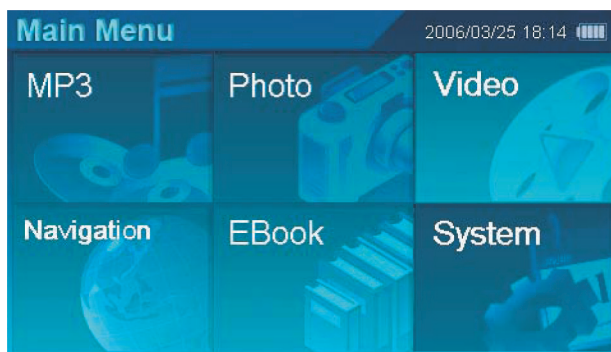 Main Menu 2006/03/25 18:14
MP3 Photo Video
Navigation EBook System